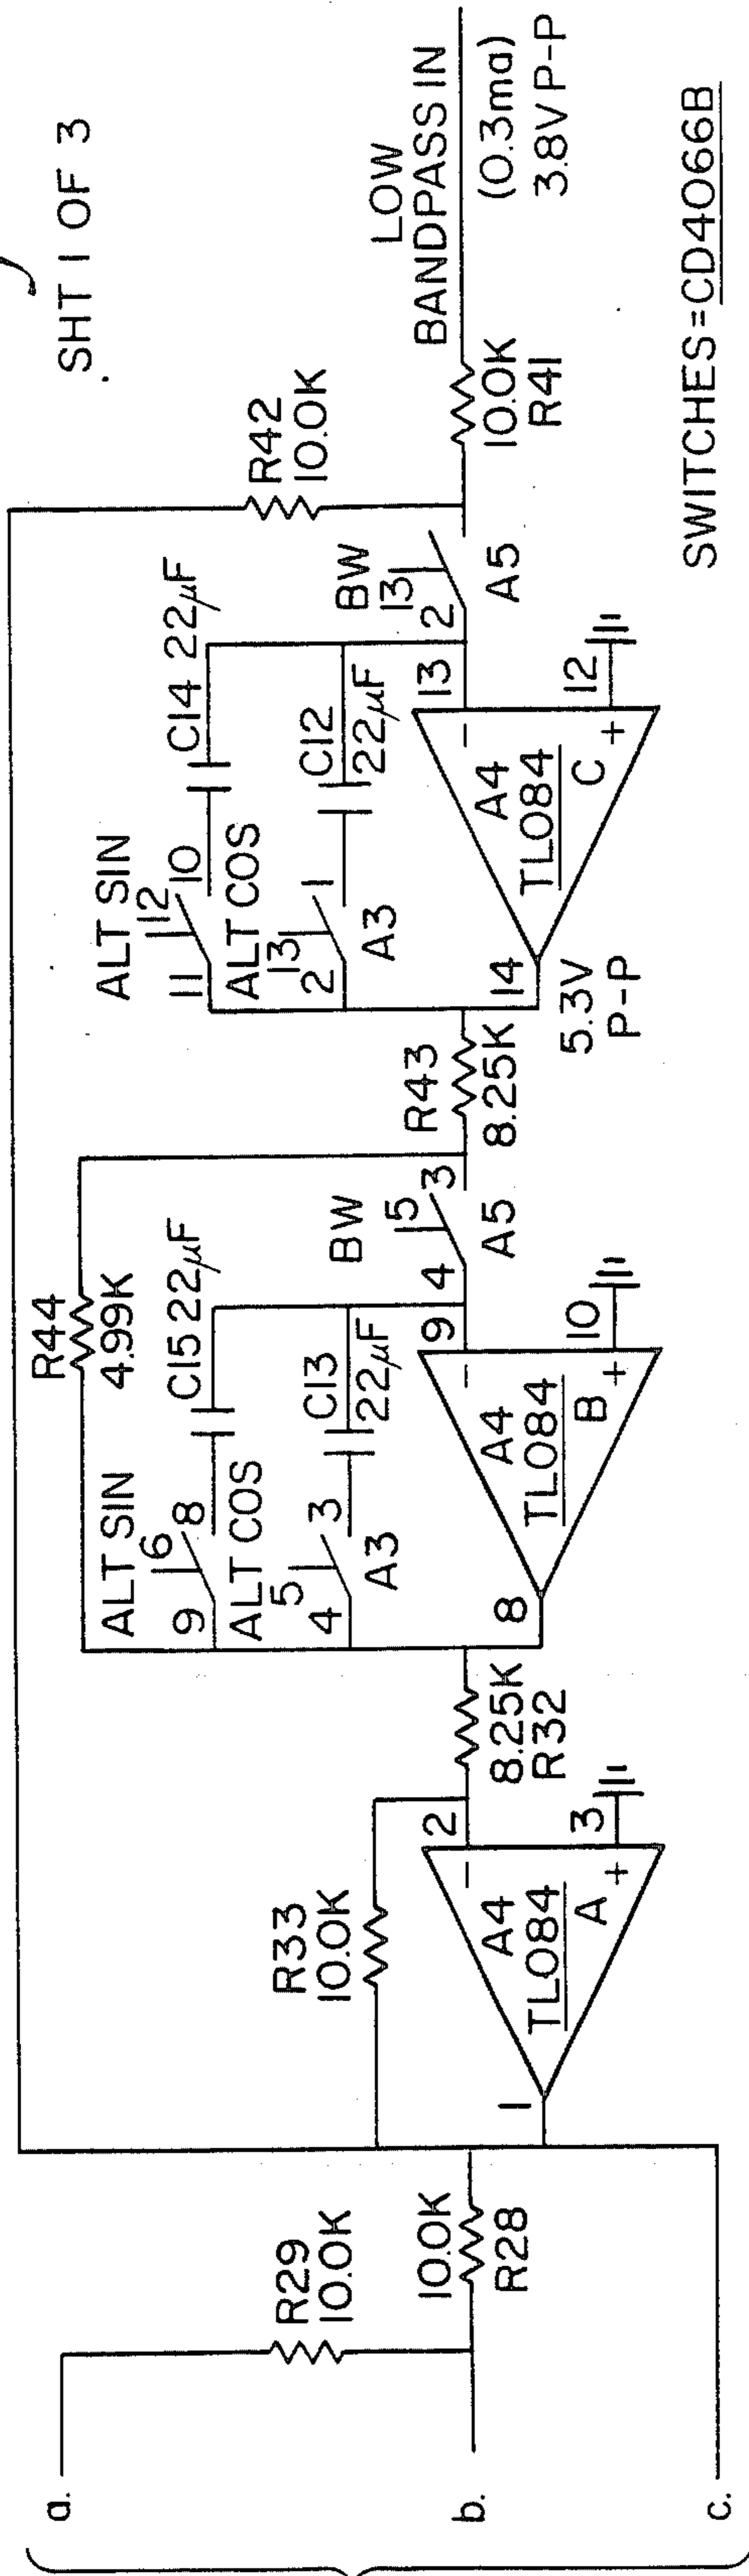 SHT 1 OF 3
a.
b.
c.
R29
10.0K
10.0K
R28
R33
10.0K
1
2
3
-
+
A4
TL084
A
8.25K
R32
R44
4.99K
ALT SIN
6
9
8
C15 22µF
ALT COS
5
4
3
A3
C13
22µF
8
9
10
-
+
A4
TL084
B
BW
5
4
3
A5
R43
8.25K
ALT SIN
12
11
10
C14 22µF
ALT COS
13
2
1
A3
C12
22µF
14
5.3V
P-P
13
12
-
+
A4
TL084
C
BW
13
2
A5
R42
10.0K
10.0K
R41
LOW
BANDPASS IN
(0.3ma)
3.8V P-P
SWITCHES=CD4066B